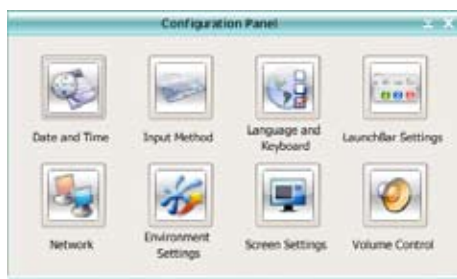 Configuration Panel
Date and Time
Input Method
Language and
Keyboard
LaunchBar Settings
Network
Environment
Settings
Screen Settings
Volume Control